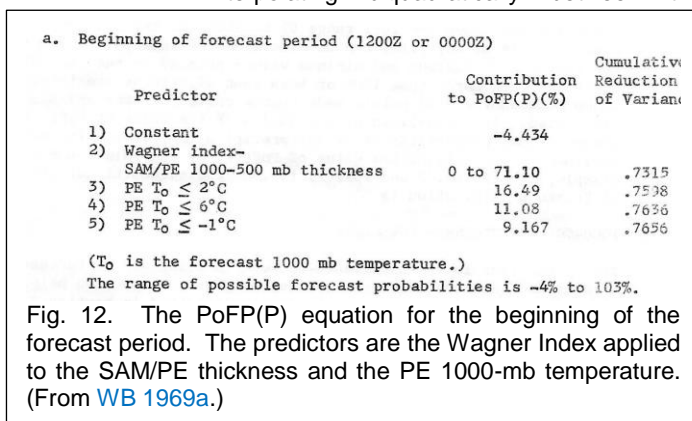 a. Beginning of forecast period (1200Z or 0000Z)
Cumulative
Contribution Reduction
Predictor to PoFP(P)(%) of Varian
1) Constant -4.434
2) Wagner index-
SAM/PE 1000-500 mb thickness 0 to 71.10 .7315
3) PE T₀ ≤ 2°C 16.49 .7598
4) PE T₀ ≤ 6°C 11.08 .7636
5) PE T₀ ≤ -1°C 9.167 .7656
(T₀ is the forecast 1000 mb temperature.)
The range of possible forecast probabilities is -4% to 103%.
Fig. 12. The PoFP(P) equation for the beginning of the
forecast period. The predictors are the Wagner Index applied
to the SAM/PE thickness and the PE 1000-mb temperature.
(From WB 1969a.)